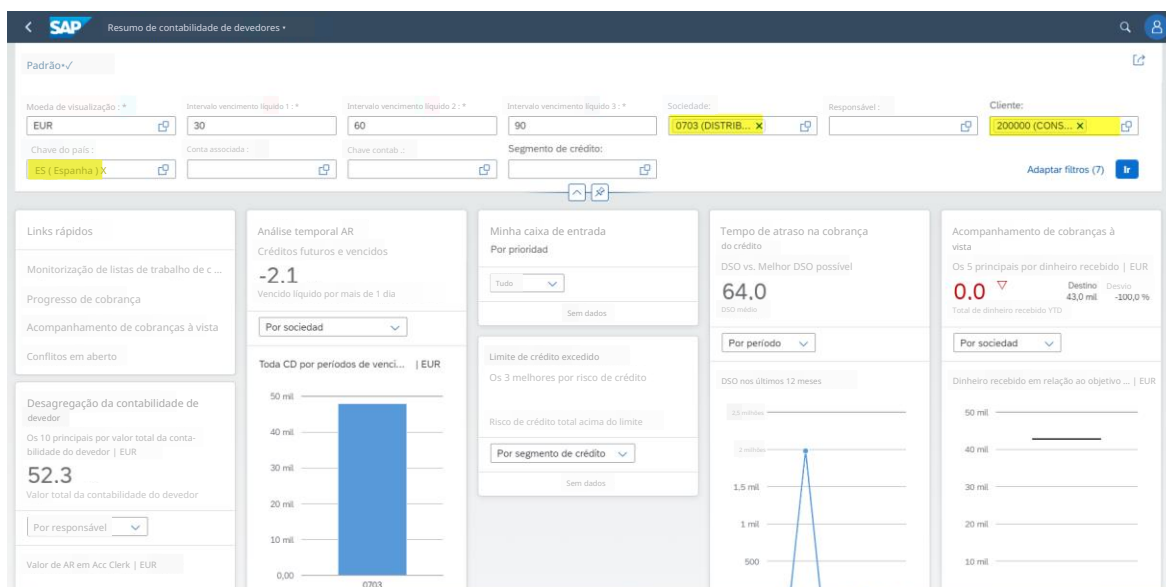 SAP Resumo de contabilidade de devedores •
Padrão•√
Moeda de visualização : * Intervalo vencimento líquido 1 : * Intervalo vencimento líquido 2 : * Intervalo vencimento líquido 3 : * Sociedade: Responsável : Cliente:
EUR 30 60 90 0703 (DISTRIB... × 200000 (CONS... ×
Chave do país : Conta associada : Chave contab .: Segmento de crédito:
ES ( Espanha ) X Adaptar filtros (7) Ir
Links rápidos
Monitorização de listas de trabalho de c ...
Progresso de cobrança
Acompanhamento de cobranças à vista
Conflitos em aberto
Desagregação da contabilidade de
devedor
Os 10 principais por valor total da conta-
bilidade do devedor | EUR
52.3
Valor total da contabilidade do devedor
Por responsável
Valor de AR em Acc Clerk | EUR
Análise temporal AR
Créditos futuros e vencidos
-2.1
Vencido líquido por mais de 1 dia
Por sociedad
Toda CD por períodos de venci... | EUR
50 mil
40 mil
30 mil
20 mil
10 mil
0,00
0703
Minha caixa de entrada
Por prioridad
Tudo
Sem dados
Limite de crédito excedido
Os 3 melhores por risco de crédito
Risco de crédito total acima do limite
Por segmento de crédito
Sem dados
Tempo de atraso na cobrança
do crédito
DSO vs. Melhor DSO possível
64.0
DSO médio
Por período
DSO nos últimos 12 meses
1,5 mil
1 mil
500
Acompanhamento de cobranças à
vista
Os 5 principais por dinheiro recebido | EUR
0.0 Destino Desvio
43,0 mil -100,0 %
Total de dinheiro recebido YTD
Por sociedad
Dinheiro recebido em relação ao objetivo ... | EUR
50 mil
40 mil
30 mil
20 mil
10 mil